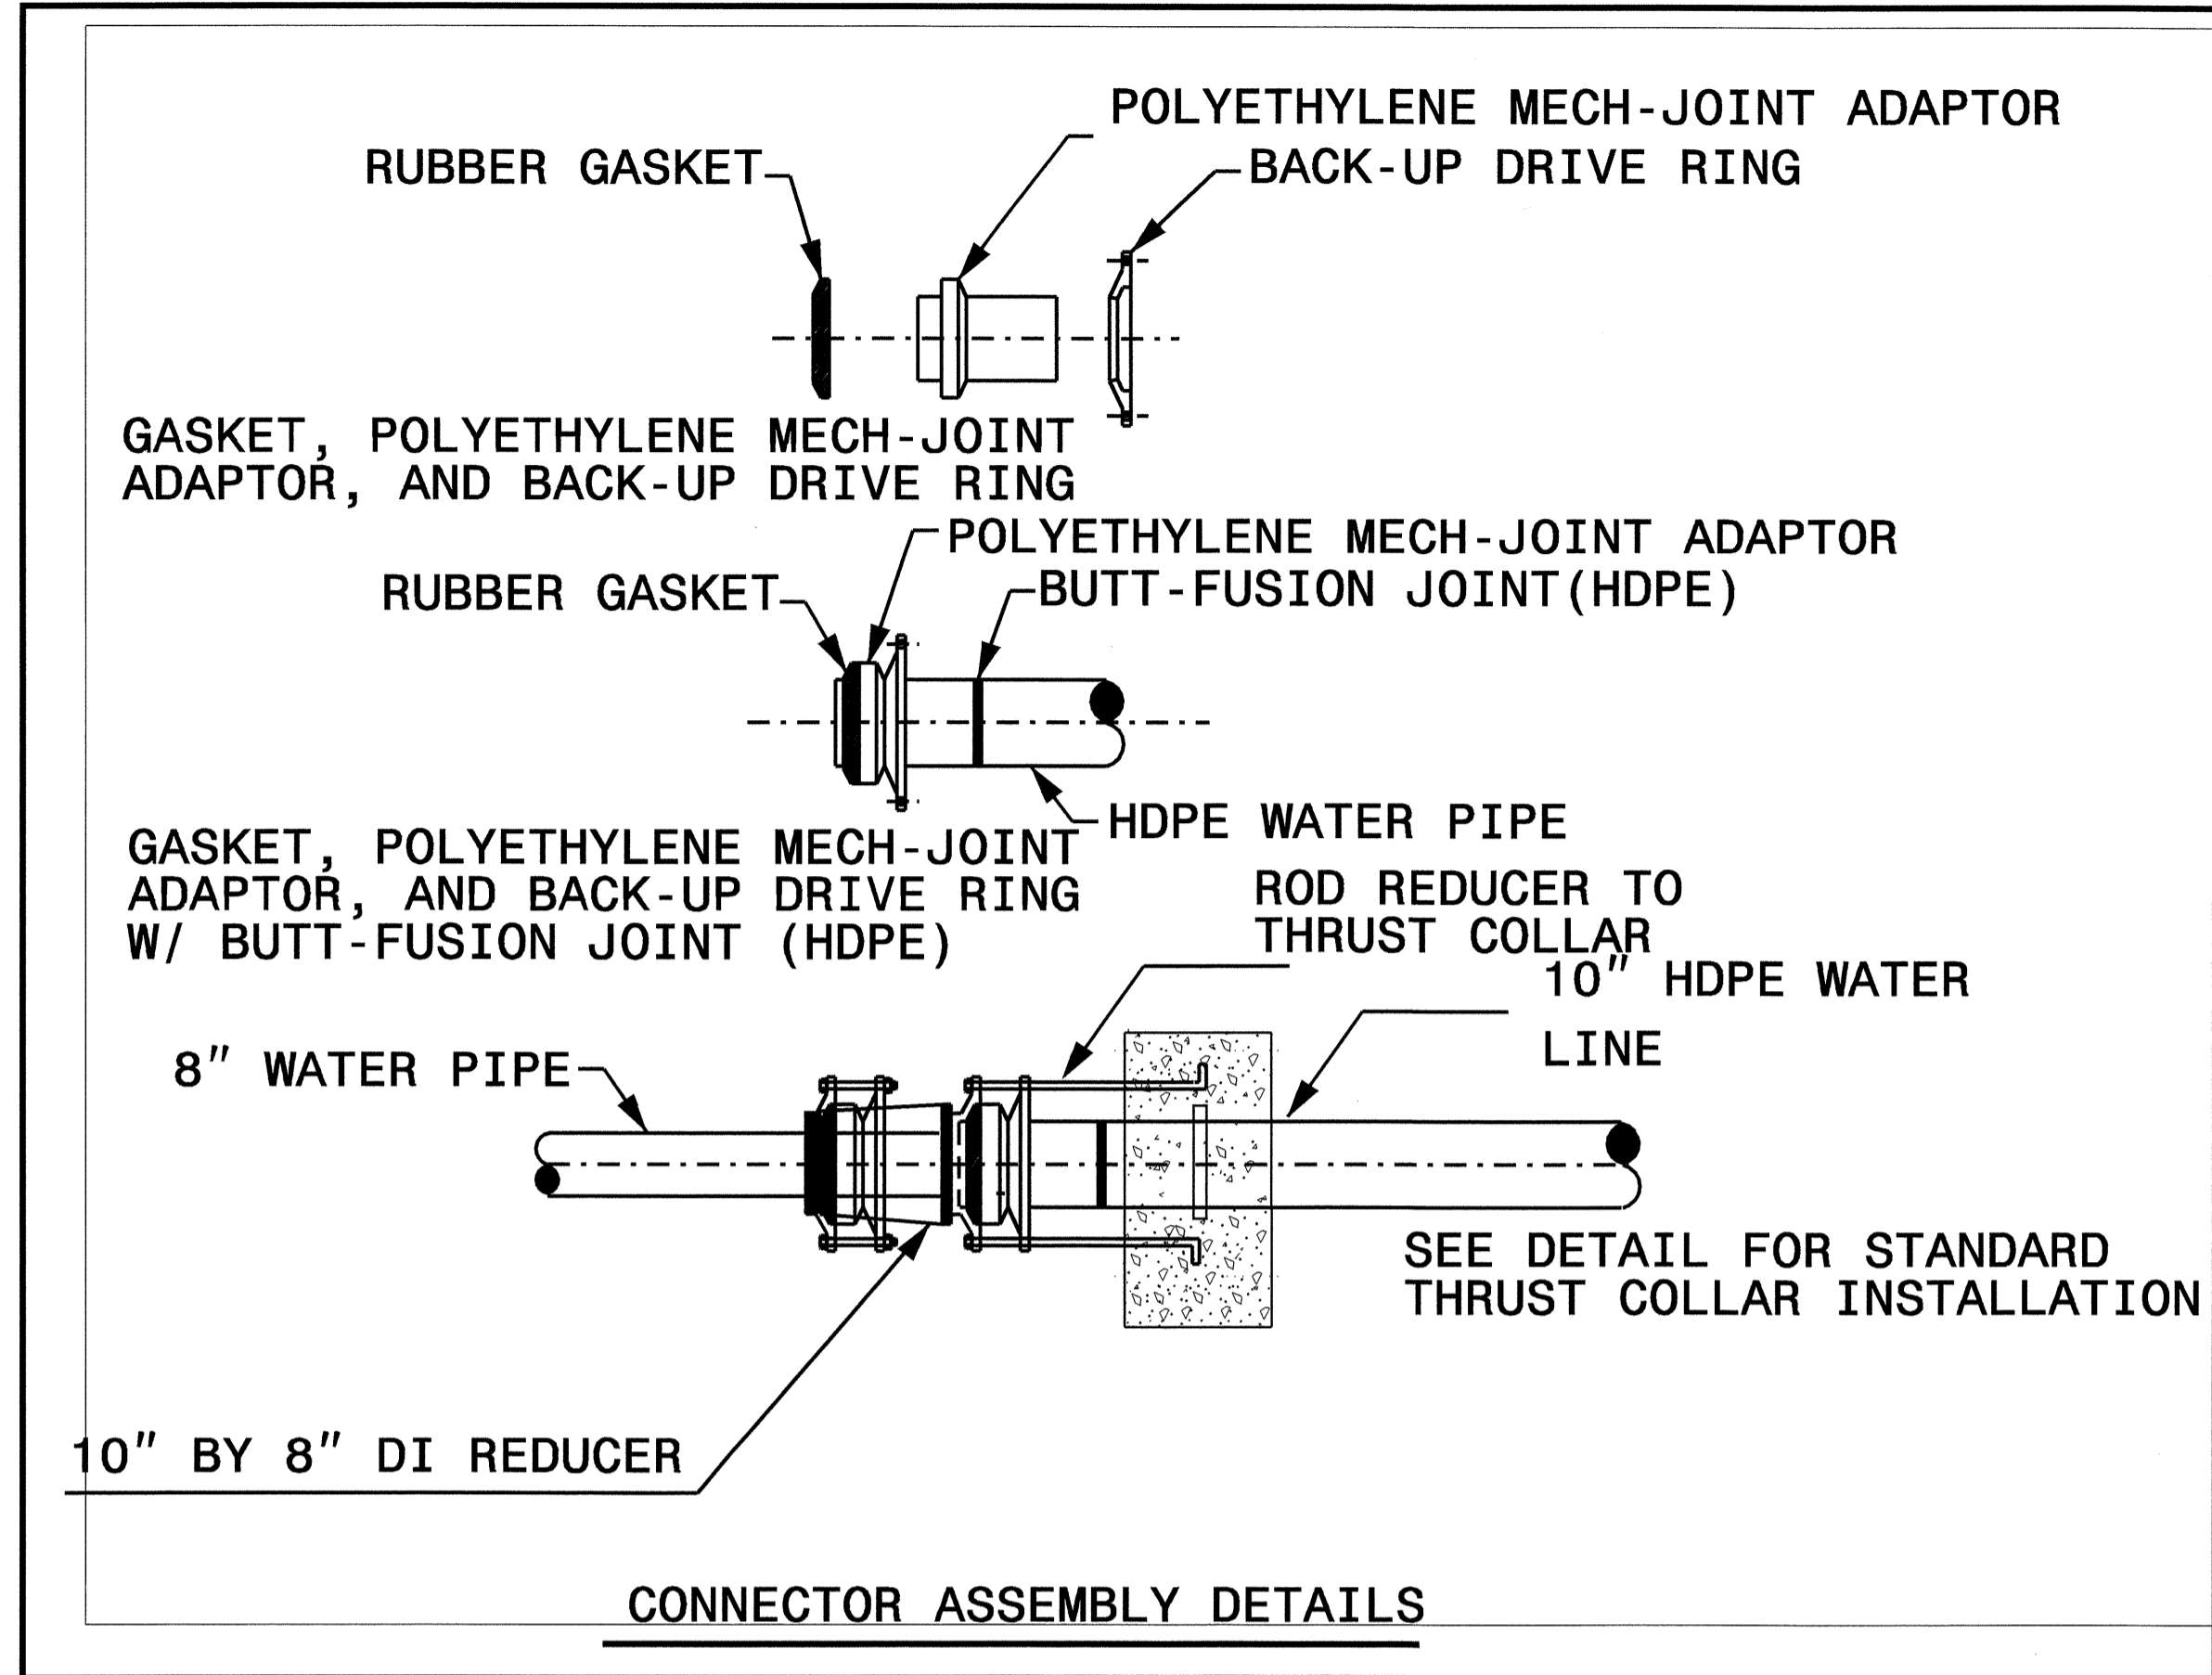 POLYETHYLENE MECH-JOINT ADAPTOR
RUBBER GASKET
BACK-UP DRIVE RING
GASKET, POLYETHYLENE MECH-JOINT
ADAPTOR, AND BACK-UP DRIVE RING
POLYETHYLENE MECH-JOINT ADAPTOR
RUBBER GASKET
BUTT-FUSION JOINT(HDPE)
HDPE WATER PIPE
GASKET, POLYETHYLENE MECH-JOINT
ADAPTOR, AND BACK-UP DRIVE RING
W/ BUTT-FUSION JOINT (HDPE)
ROD REDUCER TO
THRUST COLLAR
10" HDPE WATER
LINE
8" WATER PIPE
SEE DETAIL FOR STANDARD
THRUST COLLAR INSTALLATION
10" BY 8" DI REDUCER
CONNECTOR ASSEMBLY DETAILS